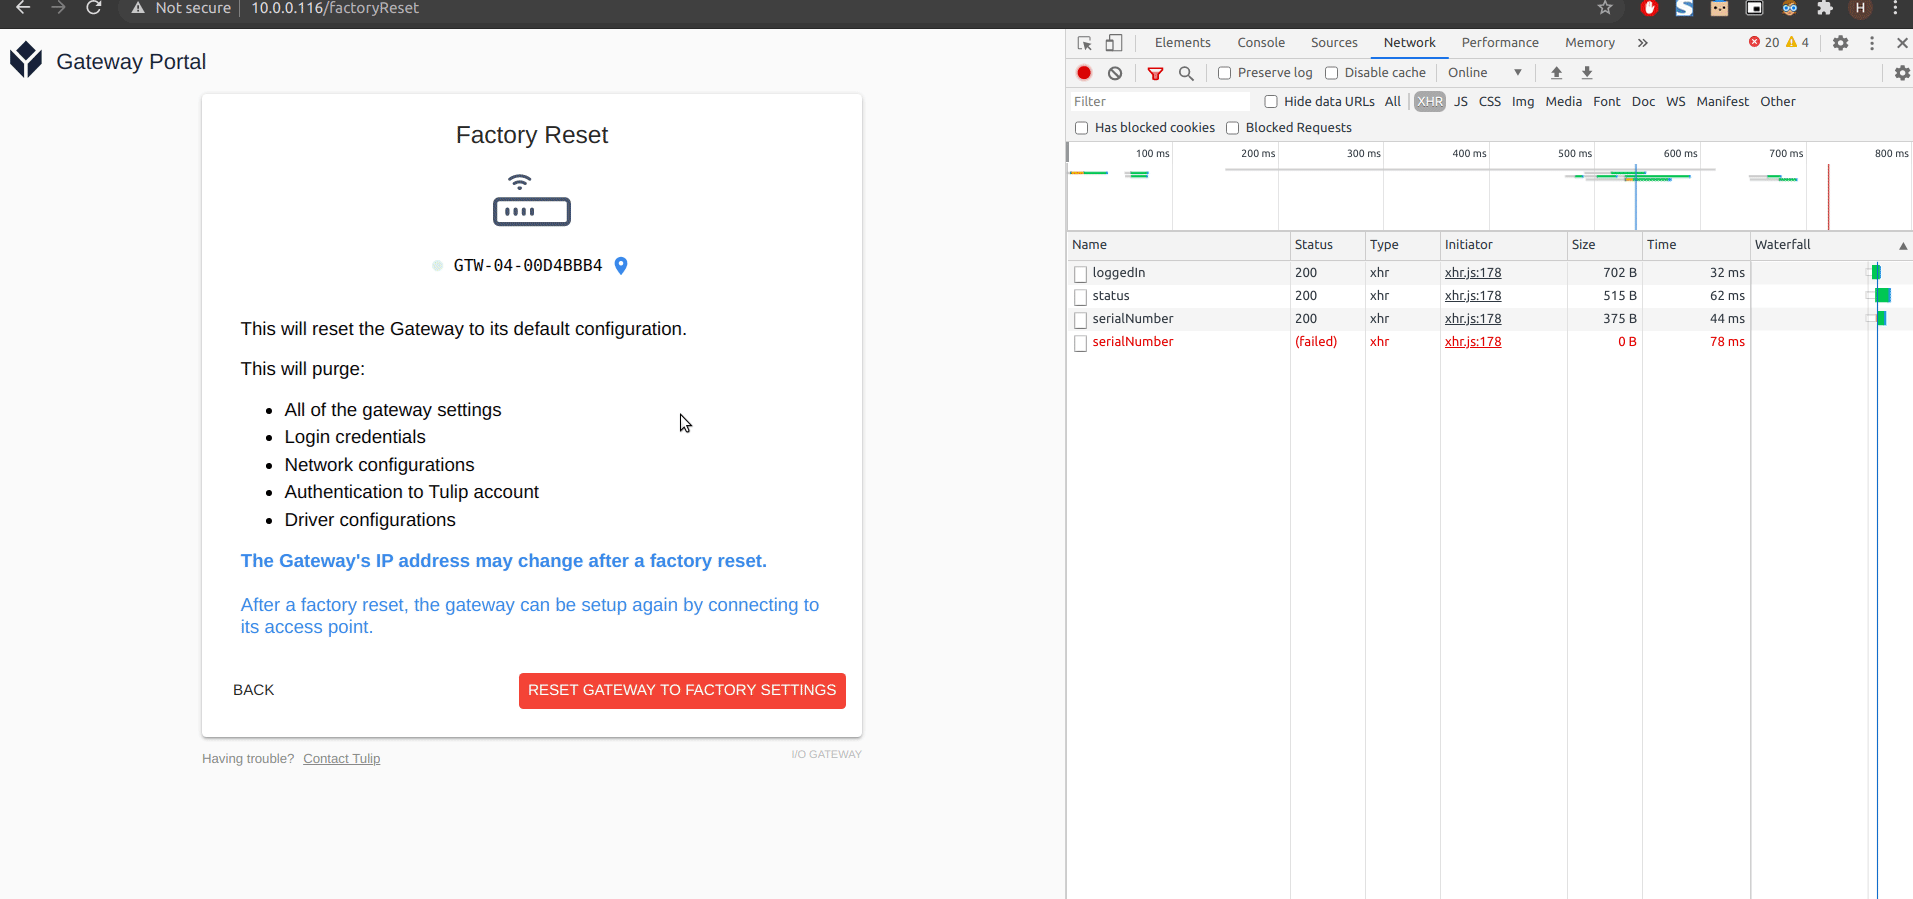 Not secure 10.0.0.116/factoryReset H
Gateway Portal
Factory Reset
GTW-04-00D4BBB4
This will reset the Gateway to its default configuration.
This will purge:
All of the gateway settings
Login credentials
Network configurations
Authentication to Tulip account
Driver configurations
The Gateway's IP address may change after a factory reset.
After a factory reset, the gateway can be setup again by connecting to
its access point.
BACK RESET GATEWAY TO FACTORY SETTINGS
Having trouble? Contact Tulip I/O GATEWAY
Elements Console Sources Network Performance Memory » 20 4
Preserve log Disable cache Online
Filter Hide data URLs All XHR JS CSS Img Media Font Doc WS Manifest Other
Has blocked cookies Blocked Requests
100 ms 200 ms 300 ms 400 ms 500 ms 600 ms 700 ms 800 ms
Name Status Type Initiator Size Time Waterfall
loggedIn 200 xhr xhr.js:178 702 B 32 ms
status 200 xhr xhr.js:178 515 B 62 ms
serialNumber 200 xhr xhr.js:178 375 B 44 ms
serialNumber (failed) xhr xhr.js:178 0 B 78 ms